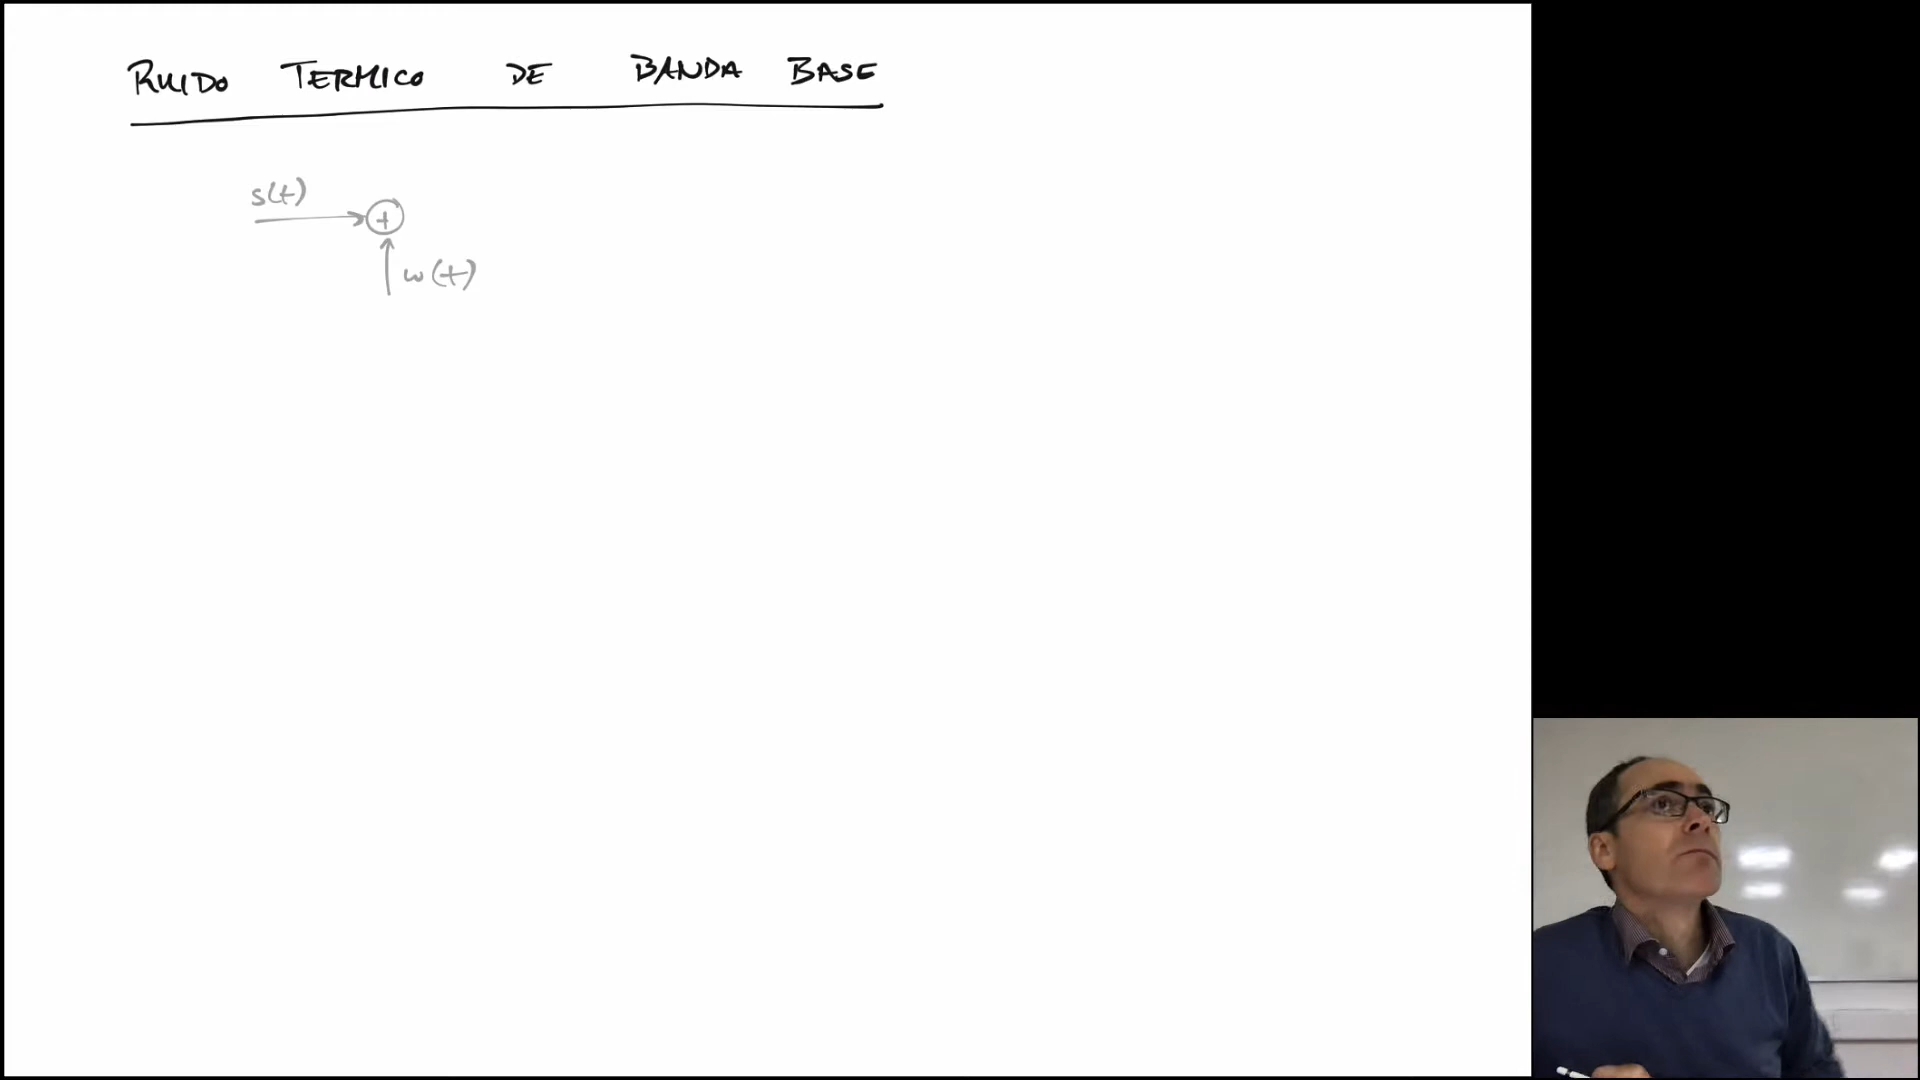 RUIDO TERMICO DE BANDA BASE
s(t)
+
w(t)